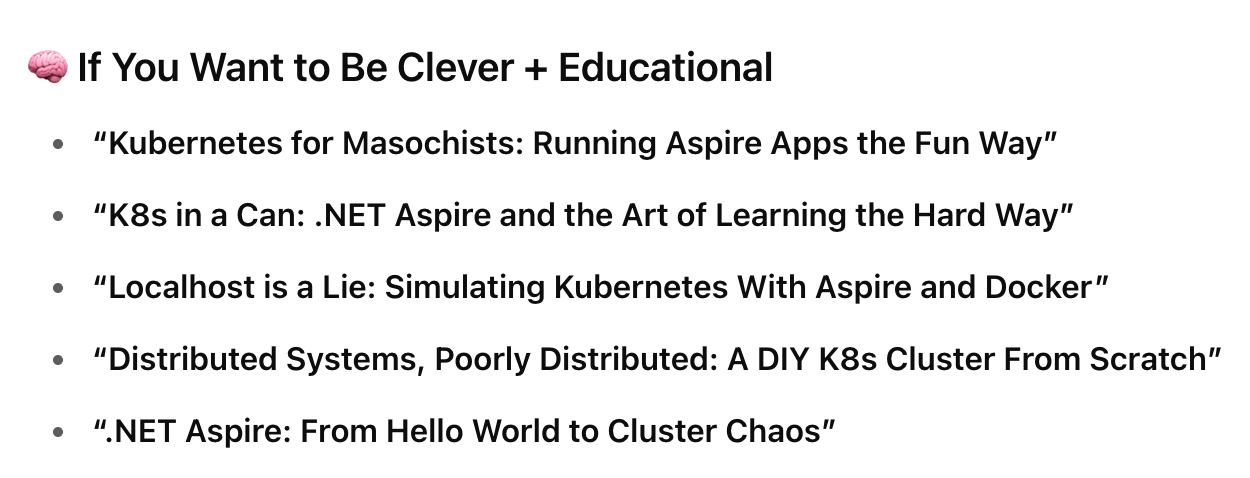 🧠 If You Want to Be Clever + Educational
• “Kubernetes for Masochists: Running Aspire Apps the Fun Way”
• “K8s in a Can: .NET Aspire and the Art of Learning the Hard Way”
• “Localhost is a Lie: Simulating Kubernetes With Aspire and Docker”
• “Distributed Systems, Poorly Distributed: A DIY K8s Cluster From Scratch”
• “.NET Aspire: From Hello World to Cluster Chaos”